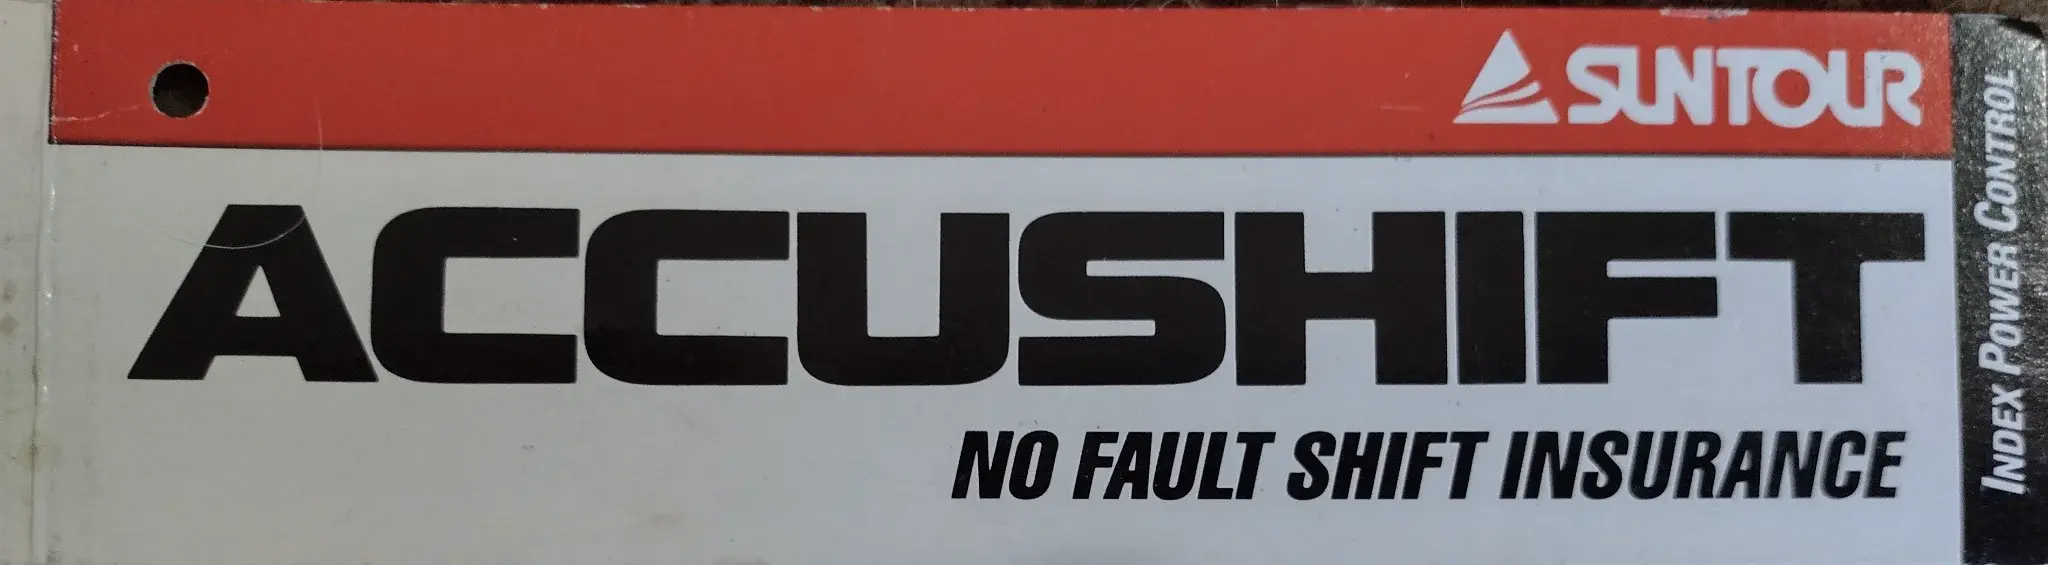 SUNTOUR
ACCUSHIFT
NO FAULT SHIFT INSURANCE
INDEX POWER CONTROL